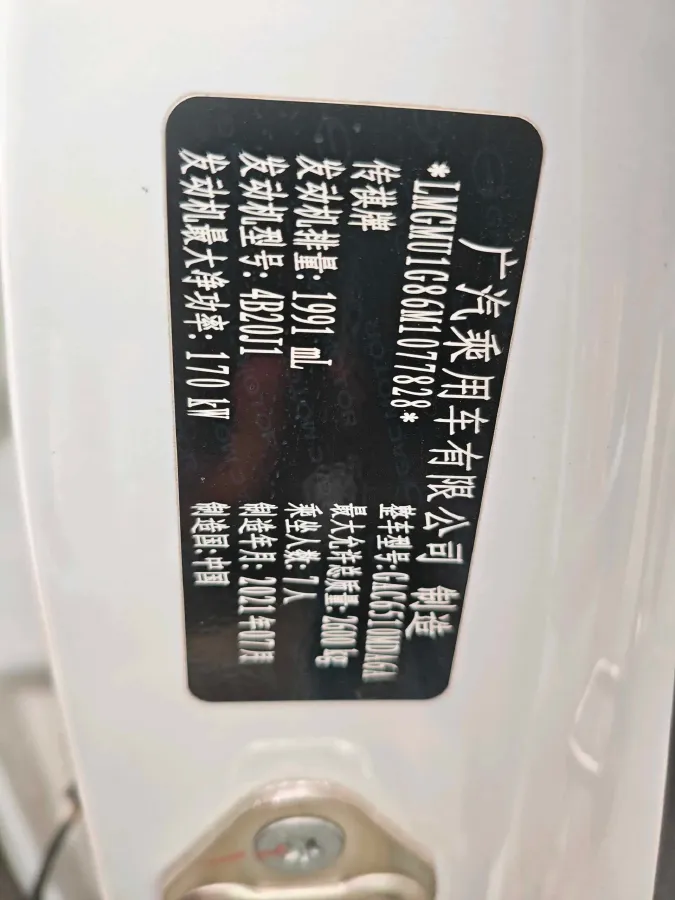 广汽乘用车有限公司 制造
*LMGMU1G86M1077828*
传祺牌 整车型号:GAC6510MDA6A
发动机排量: 1991 mL 最大允许总质量: 2600 kg
发动机型号: 4B20J1 乘坐人数: 7人
发动机最大净功率: 170 kW 制造年月: 2021年07月
制造国: 中国